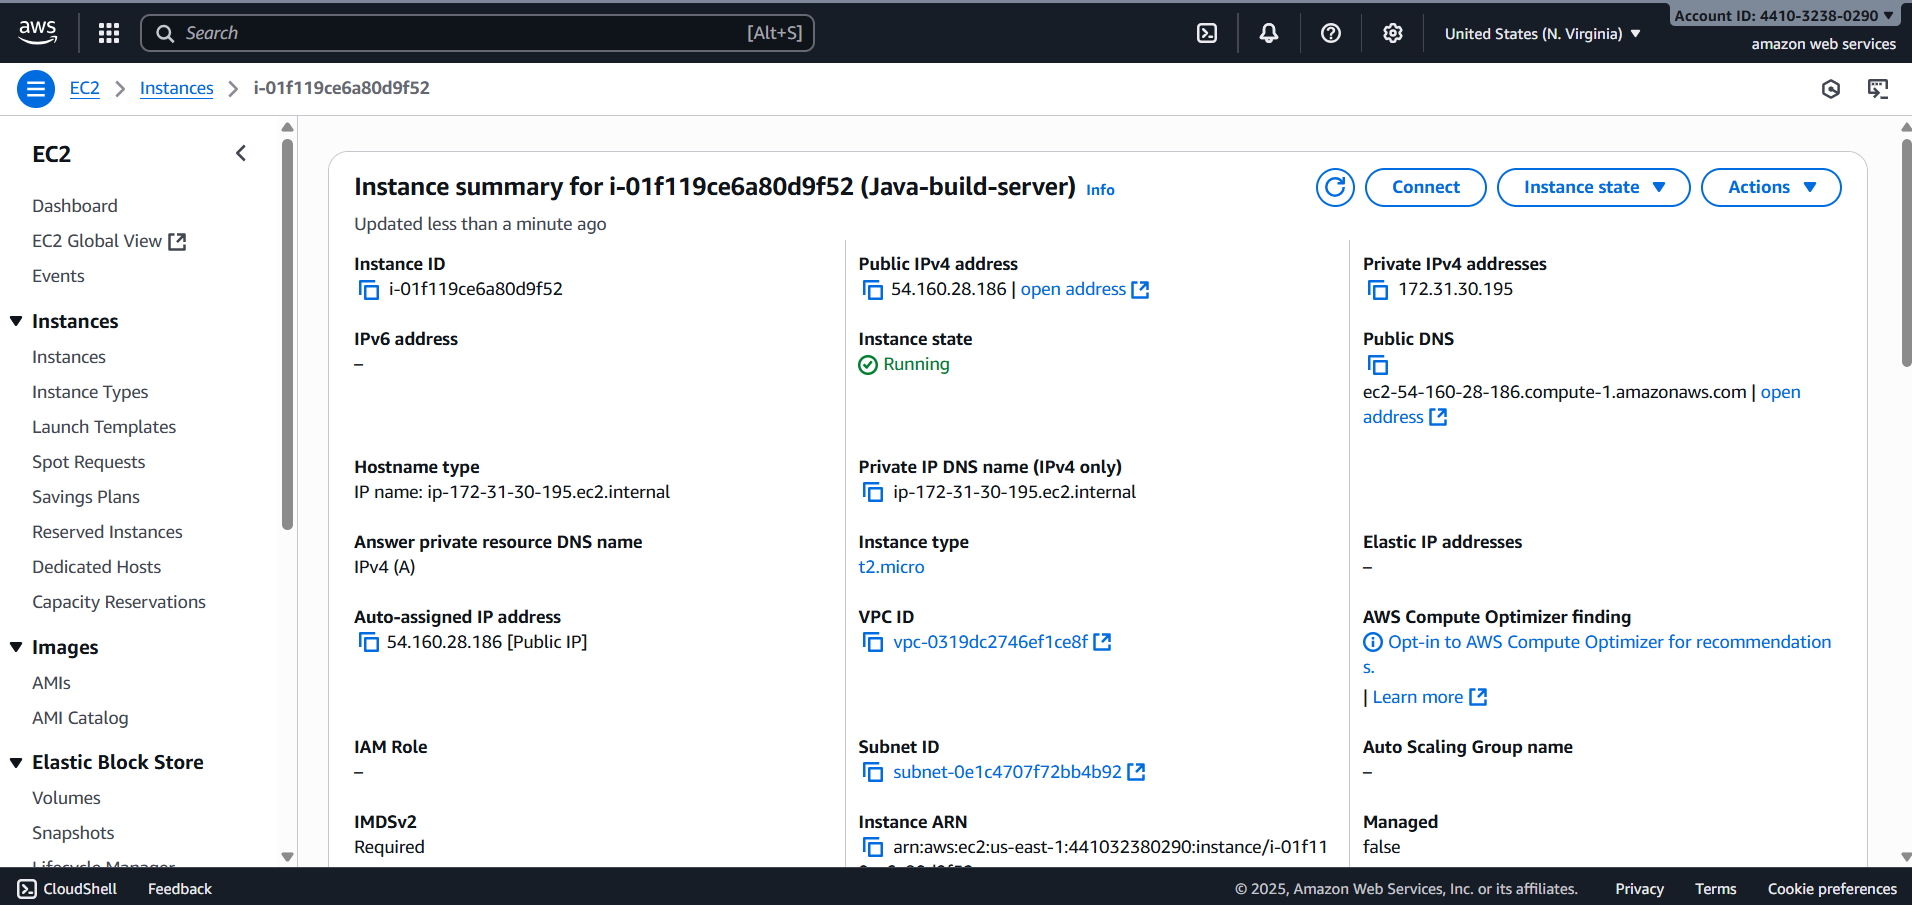 aws
Search
[Alt+S]
United States (N. Virginia)
Account ID: 4410-3238-0290
amazon web services
EC2
Instances
i-01f119ce6a80d9f52
EC2
Dashboard
EC2 Global View
Events
Instances
Instances
Instance Types
Launch Templates
Spot Requests
Savings Plans
Reserved Instances
Dedicated Hosts
Capacity Reservations
Images
AMIs
AMI Catalog
Elastic Block Store
Volumes
Snapshots
Lifecycle Manager
Instance summary for i-01f119ce6a80d9f52 (Java-build-server) Info
Updated less than a minute ago
Connect
Instance state
Actions
Instance ID
i-01f119ce6a80d9f52
Public IPv4 address
54.160.28.186 | open address
Private IPv4 addresses
172.31.30.195
IPv6 address
–
Instance state
Running
Public DNS
ec2-54-160-28-186.compute-1.amazonaws.com | open
address
Hostname type
IP name: ip-172-31-30-195.ec2.internal
Private IP DNS name (IPv4 only)
ip-172-31-30-195.ec2.internal
Answer private resource DNS name
IPv4 (A)
Instance type
t2.micro
Elastic IP addresses
–
Auto-assigned IP address
54.160.28.186 [Public IP]
VPC ID
vpc-0319dc2746ef1ce8f
AWS Compute Optimizer finding
Opt-in to AWS Compute Optimizer for recommendation
s.
| Learn more
IAM Role
–
Subnet ID
subnet-0e1c4707f72bb4b92
Auto Scaling Group name
–
IMDSv2
Required
Instance ARN
arn:aws:ec2:us-east-1:441032380290:instance/i-01f11
Managed
false
CloudShell
Feedback
© 2025, Amazon Web Services, Inc. or its affiliates.
Privacy
Terms
Cookie preferences